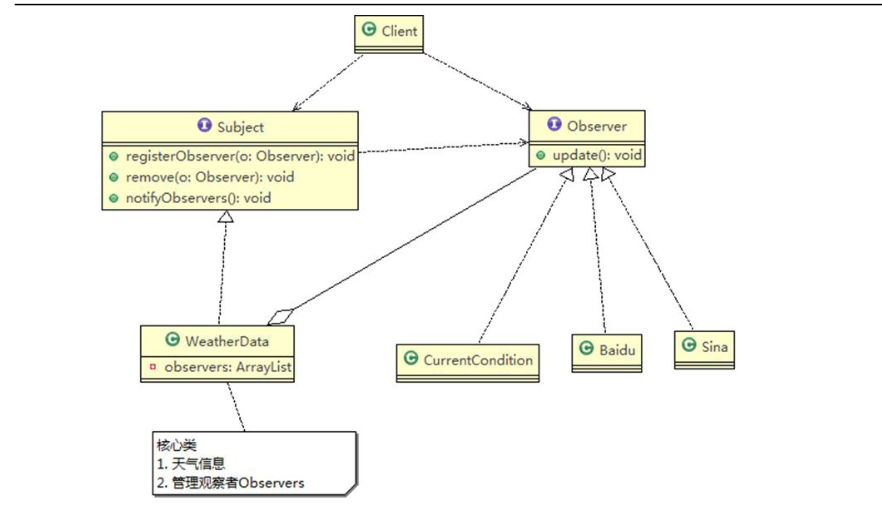 Client
Subject
registerObserver(o: Observer): void
remove(o: Observer): void
notifyObservers(): void
Observer
update(): void
WeatherData
observers: ArrayList
CurrentCondition
Baidu
Sina
核心类
1. 天气信息
2. 管理观察者Observers